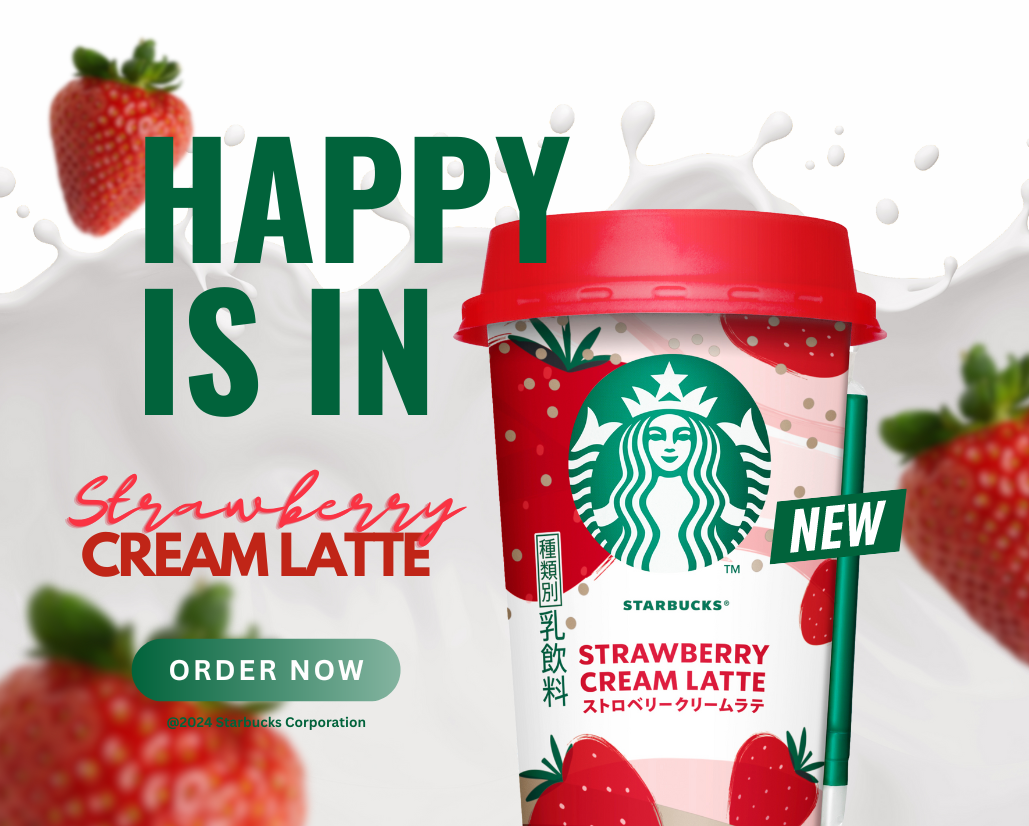 HAPPY
IS IN
Strawberry
CREAM LATTE
ORDER NOW
@2024 Starbucks Corporation
NEW
TM
STARBUCKS®
種類別
乳飲料
STRAWBERRY
CREAM LATTE
ストロベリークリームラテ